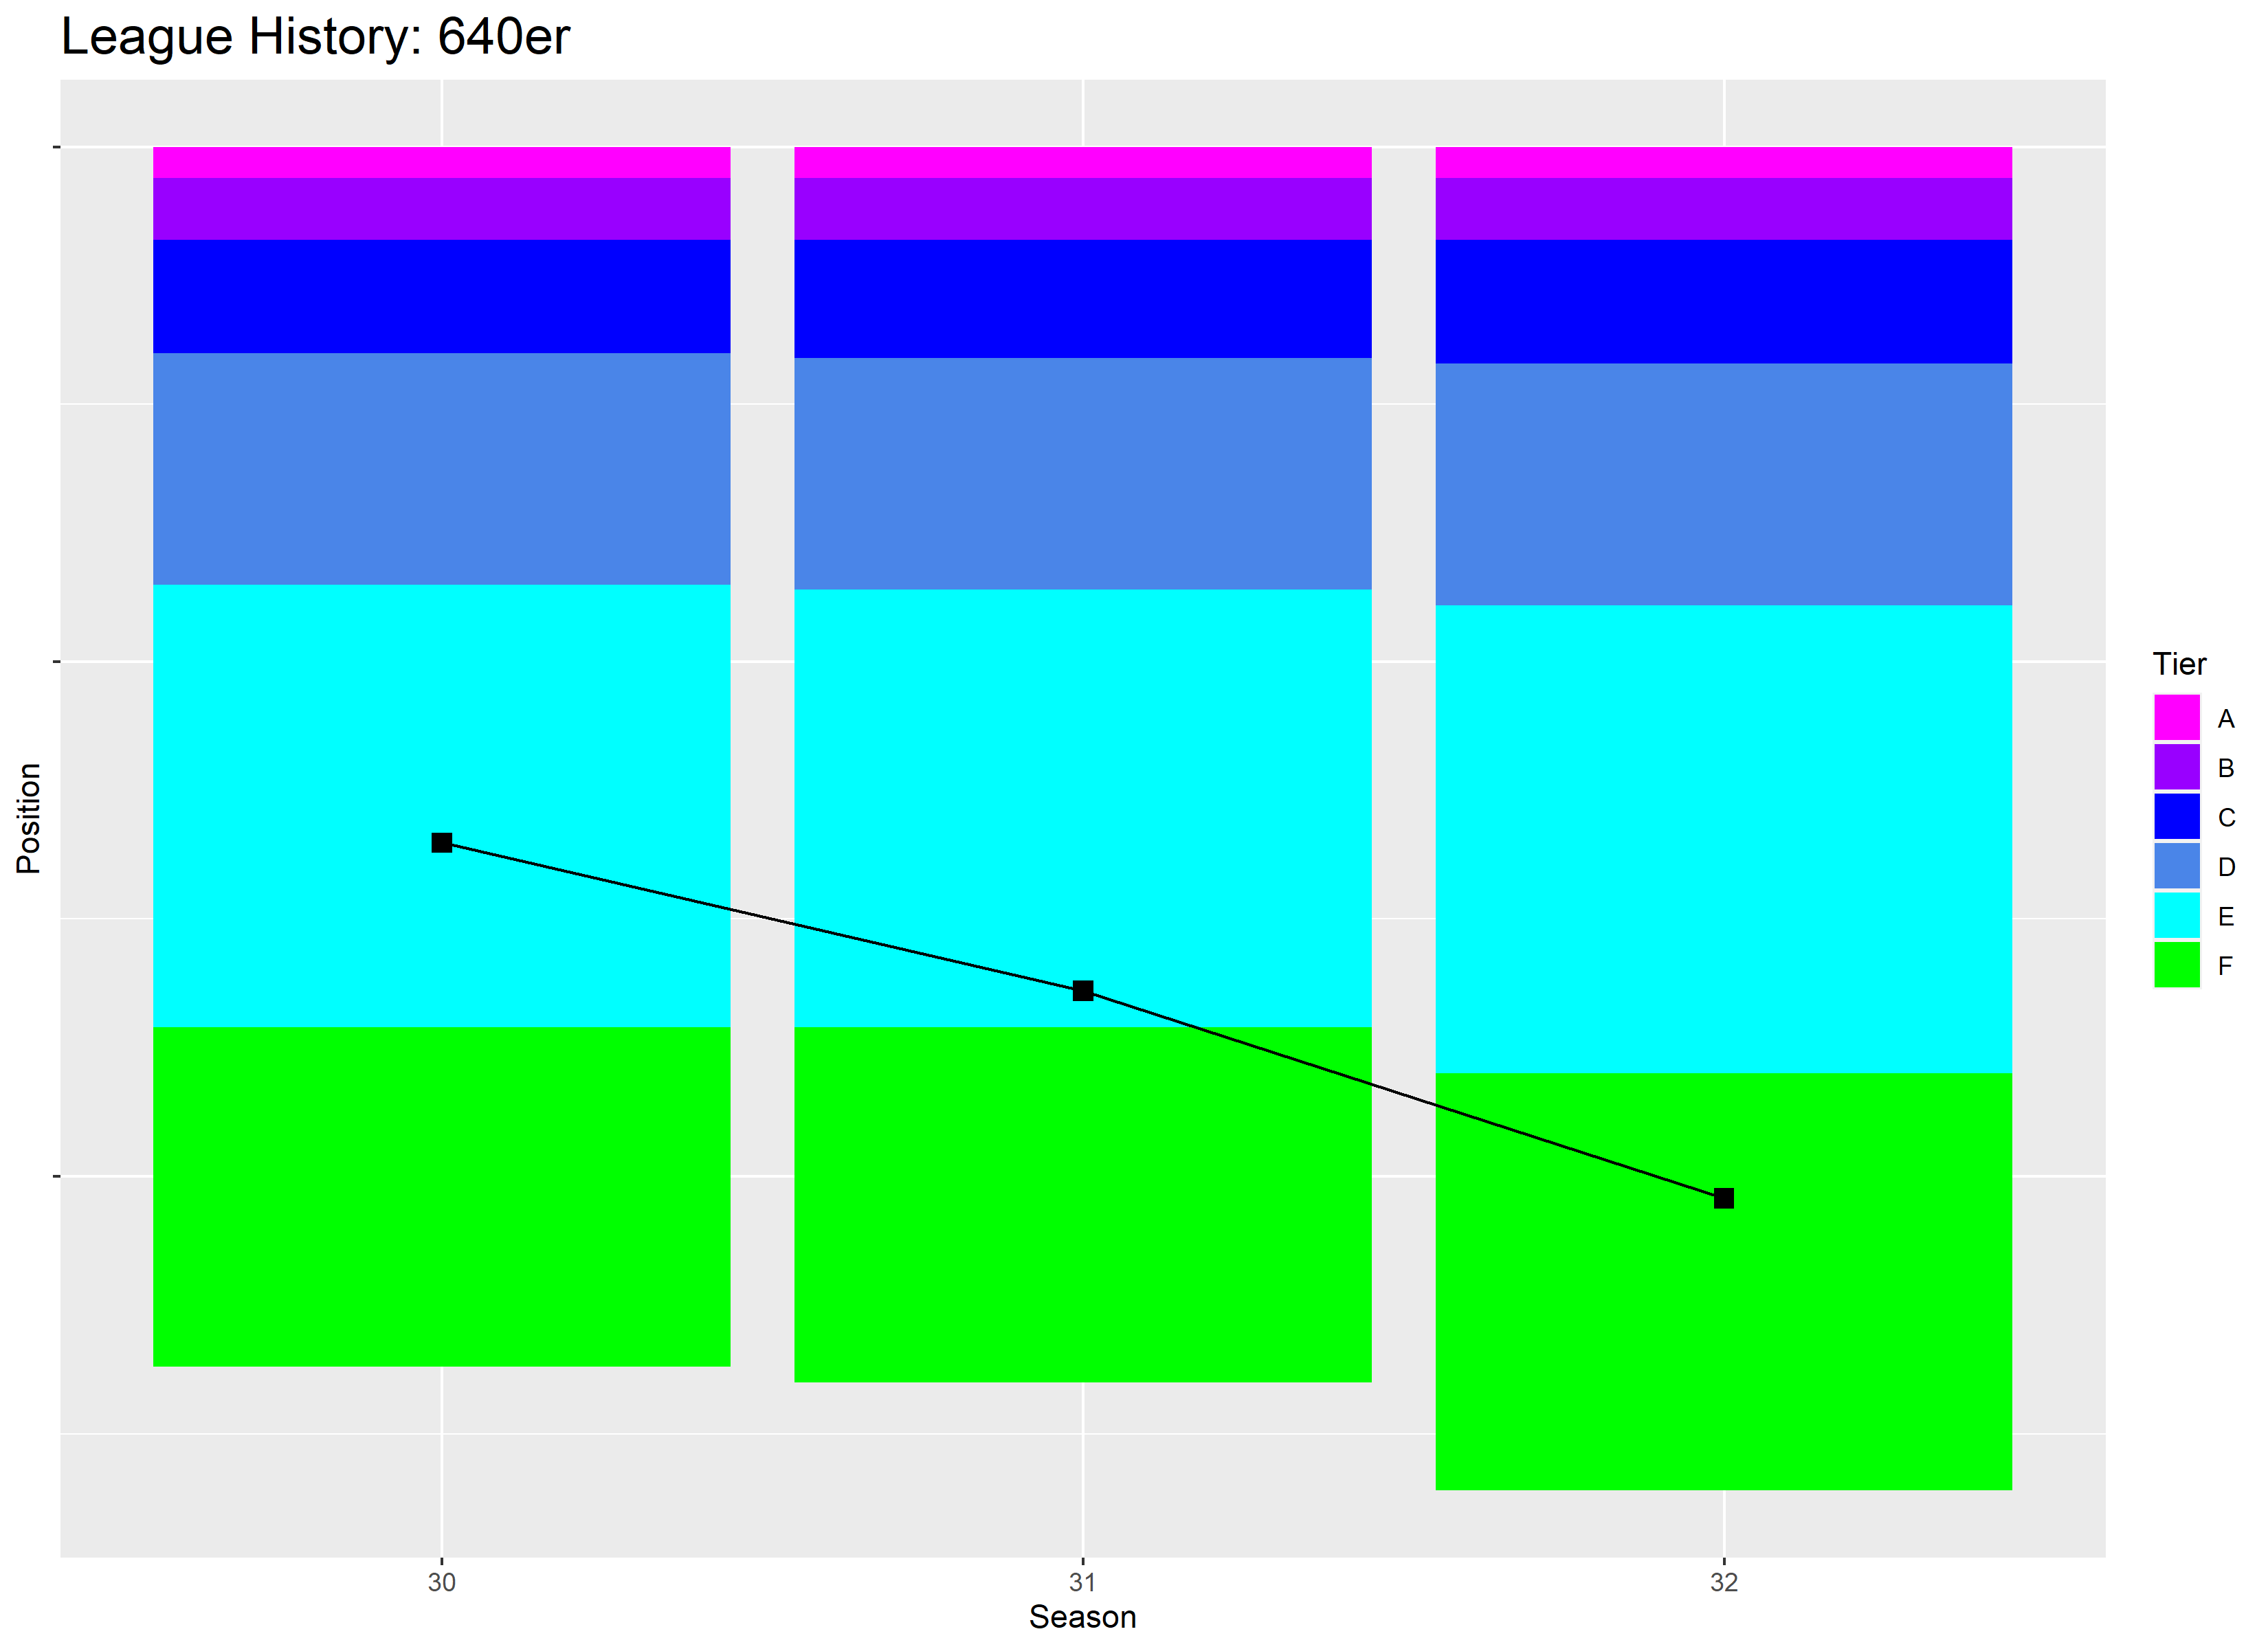 League History: 640er
Position
30
31
32
Season
Tier
A
B
C
D
E
F